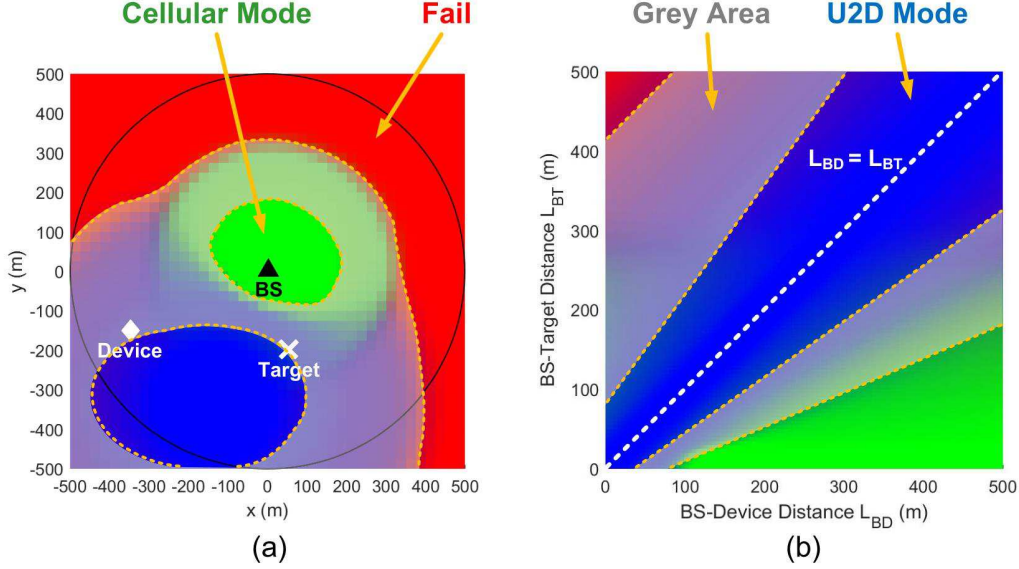 Cellular Mode Fail Grey Area U2D Mode
500
400
300
200
100
0
-100
-200
-300
-400
-500
y (m)
BS
Device
Target
-500 -400 -300 -200 -100 0 100 200 300 400 500
x (m)
(a)
500
400
300
200
100
0
BS-Target Distance L_BT (m)
L_BD = L_BT
0 100 200 300 400 500
BS-Device Distance L_BD (m)
(b)